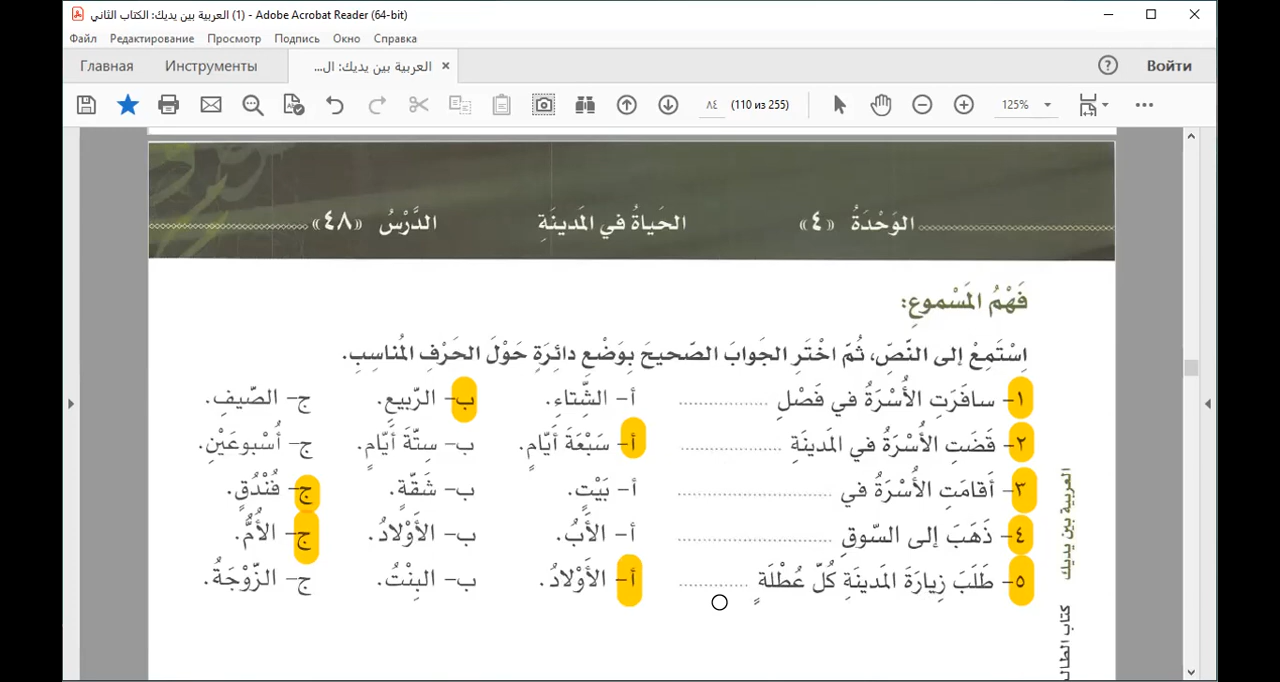 العربية بين يديك: الكتاب الثاني (1) - Adobe Acrobat Reader (64-bit)
Файл Редактирование Просмотр Подпись Окно Справка
Главная Инструменты العربية بين يديك: ال... × Войти
٨٤ (110 из 255) 125%
الوَحْدَةُ «٤» الحَياةُ في المَدينَةِ الدَّرْسُ «٤٨»
فَهْمُ المَسْموعِ:
اِسْتَمِعْ إلى النَّصِّ، ثُمّ اخْتَرِ الجَوابَ الصّحيحَ بِوَضْعِ دائِرَةٍ حَوْلَ الحَرْفِ المُناسِبِ.
١- سافَرَتِ الأُسْرَةُ في فَصْلِ ............... أ- الشِّتاءِ. ب- الرّبيعِ. ج- الصّيفِ.
٢- قَضَتِ الأُسْرَةُ في المَدينَةِ ............... أ- سَبْعَةَ أَيّامٍ. ب- سِتّةَ أَيّامٍ. ج- أُسْبوعَيْنِ.
٣- أَقامَتِ الأُسْرَةُ في ............... أ- بَيْتٍ. ب- شَقّةٍ. ج- فُنْدُقٍ.
٤- ذَهَبَ إلى السّوقِ ............... أ- الأَبُ. ب- الأَوْلادُ. ج- الأُمُّ.
٥- طَلَبَ زِيارَةَ المَدينَةِ كُلّ عُطْلَةٍ ............... أ- الأَوْلادُ. ب- البِنْتُ. ج- الزّوْجَةُ.
العربية بين يديك
كتاب الطال